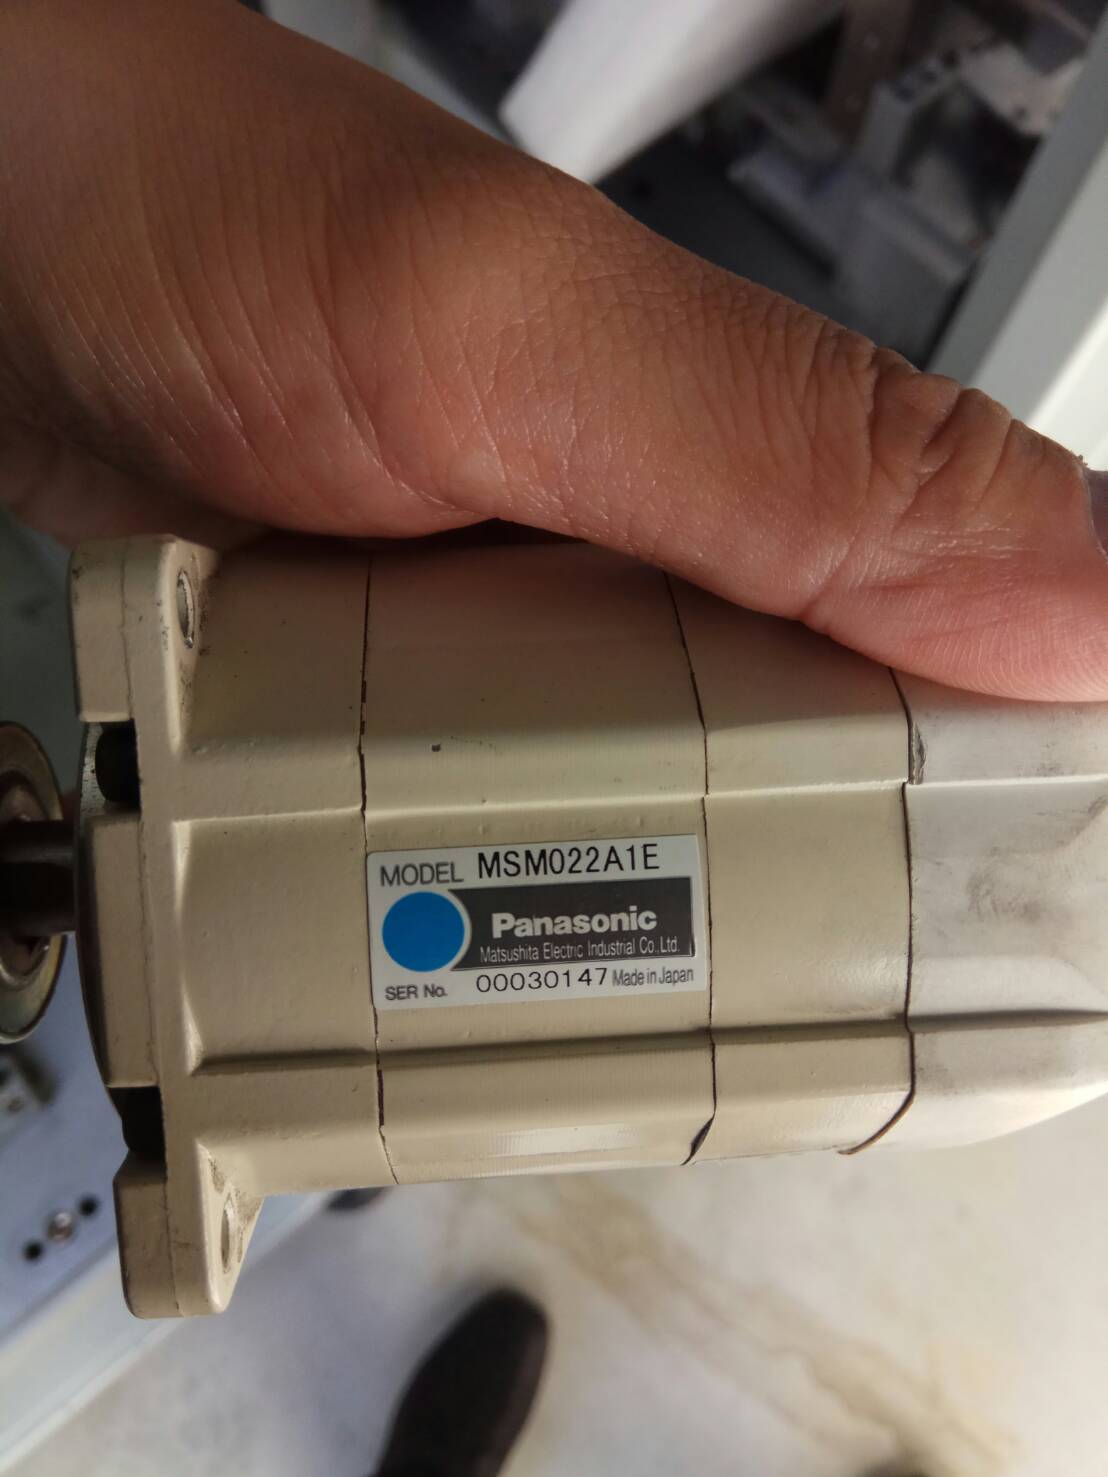 MODEL MSM022A1E
Panasonic
Matsushita Electric Industrial Co.Ltd.
SER No. 00030147 Made in Japan